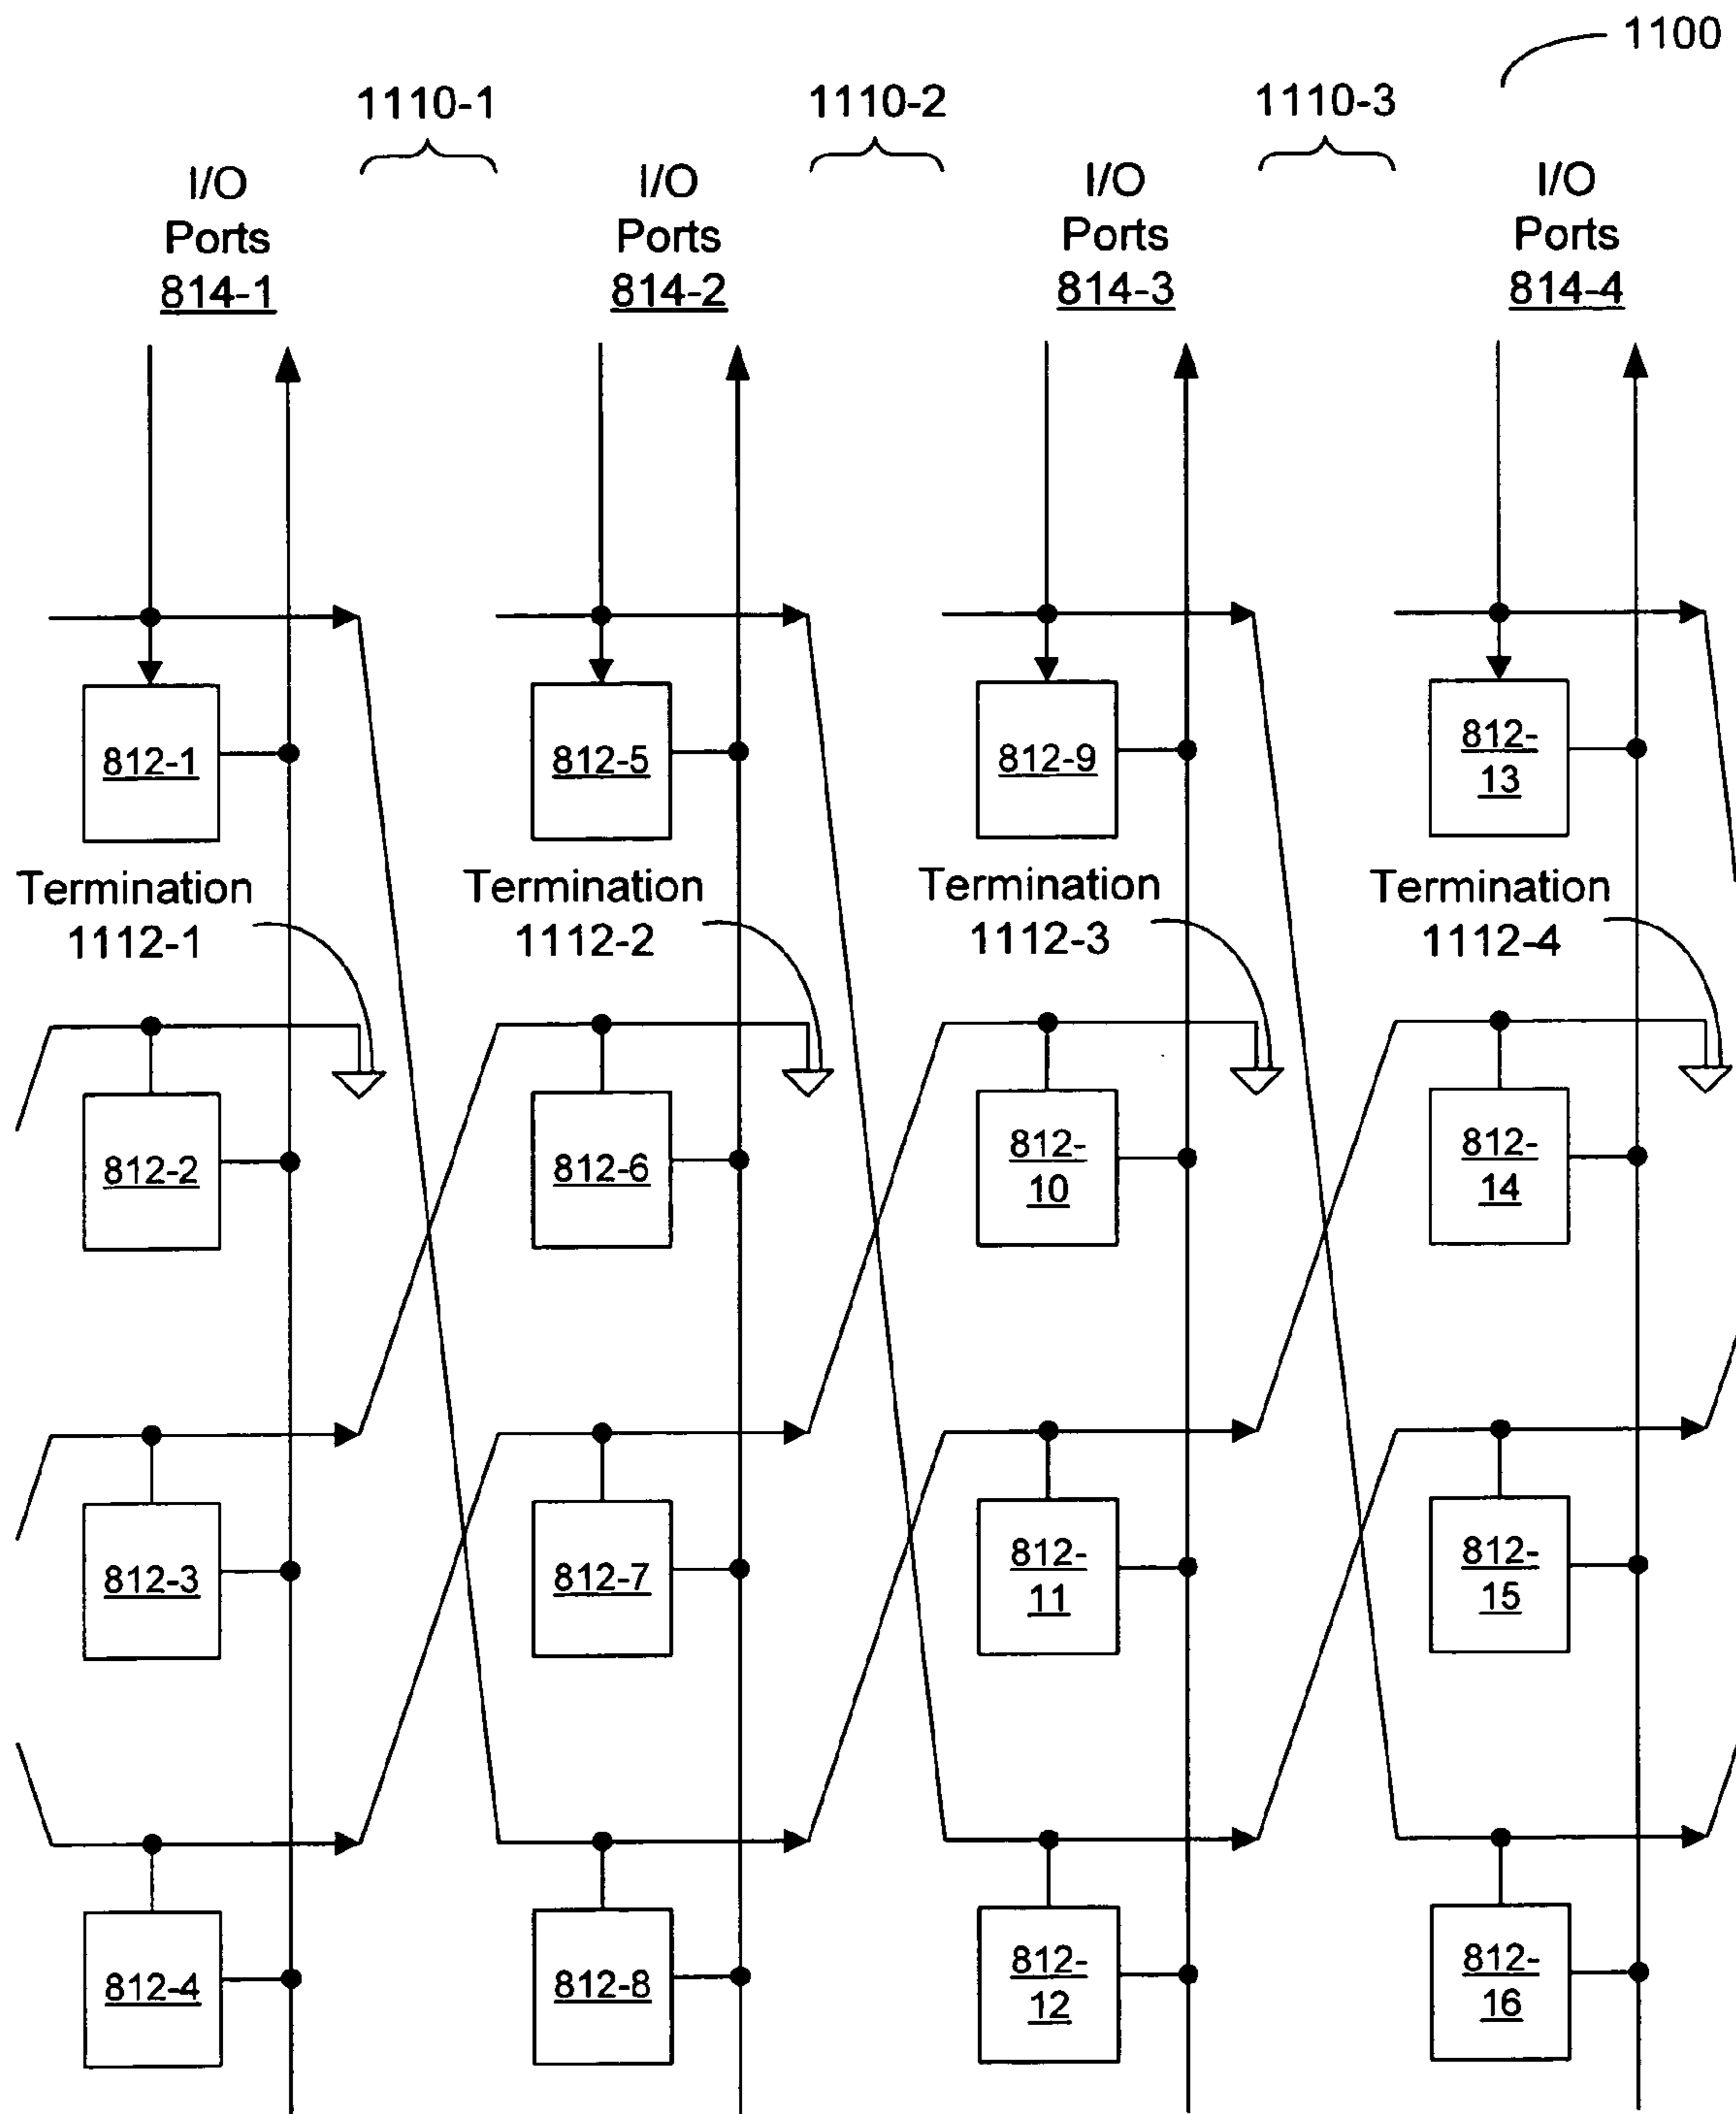 1100
1110-1
1110-2
1110-3
I/O
Ports
814-1
I/O
Ports
814-2
I/O
Ports
814-3
I/O
Ports
814-4
812-1
812-5
812-9
812-
13
Termination
1112-1
Termination
1112-2
Termination
1112-3
Termination
1112-4
812-2
812-6
812-
10
812-
14
812-3
812-7
812-
11
812-
15
812-4
812-8
812-
12
812-
16